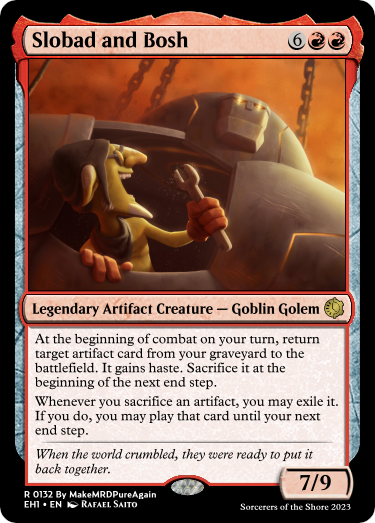 Slobad and Bosh 6
Legendary Artifact Creature — Goblin Golem
At the beginning of combat on your turn, return
target artifact card from your graveyard to the
battlefield. It gains haste. Sacrifice it at the
beginning of the next end step.
Whenever you sacrifice an artifact, you may exile it.
If you do, you may play that card until your next
end step.
When the world crumbled, they were ready to put it
back together.
7/9
R 0132 By MakeMRDPureAgain
EH1 • EN Rafael Saito
Sorcerers of the Shore 2023